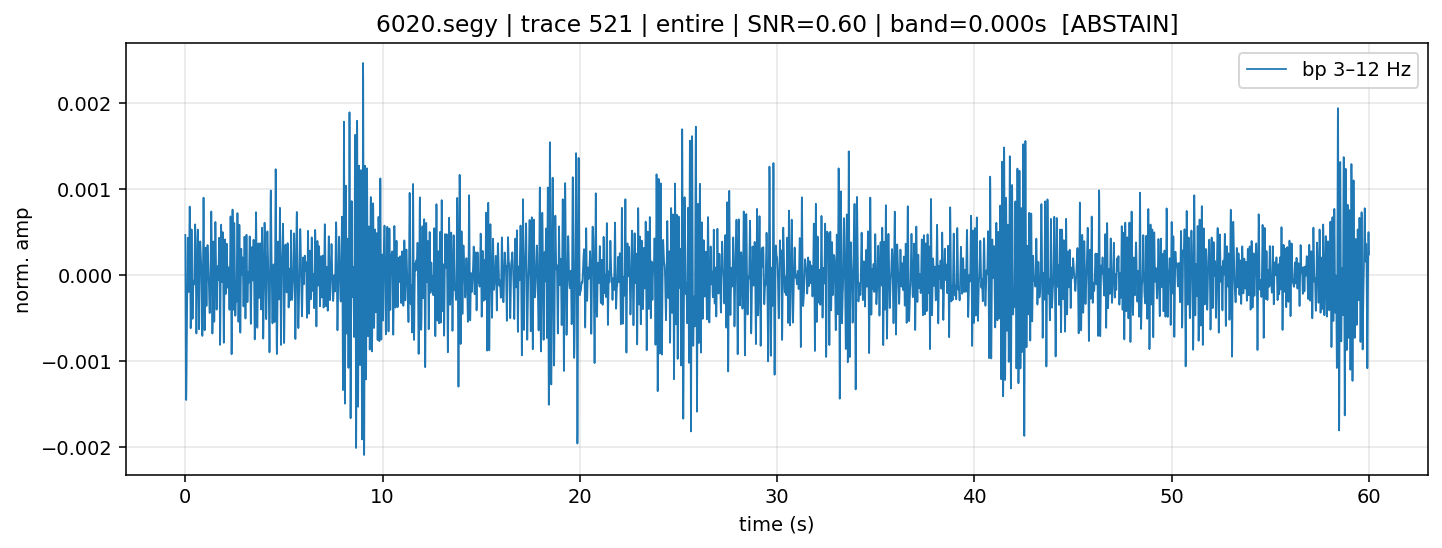 6020.segy | trace 521 | entire | SNR=0.60 | band=0.000s  [ABSTAIN]
bp 3–12 Hz
norm. amp
0.002
0.001
0.000
−0.001
−0.002
0 10 20 30 40 50 60
time (s)